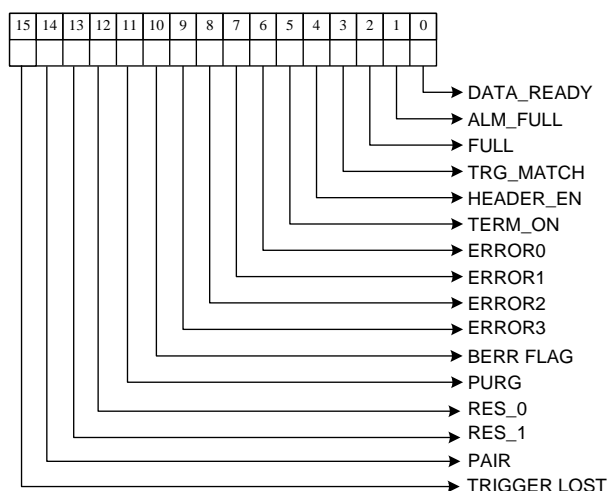 15 14 13 12 11 10 9 8 7 6 5 4 3 2 1 0
DATA_READY
ALM_FULL
FULL
TRG_MATCH
HEADER_EN
TERM_ON
ERROR0
ERROR1
ERROR2
ERROR3
BERR FLAG
PURG
RES_0
RES_1
PAIR
TRIGGER LOST